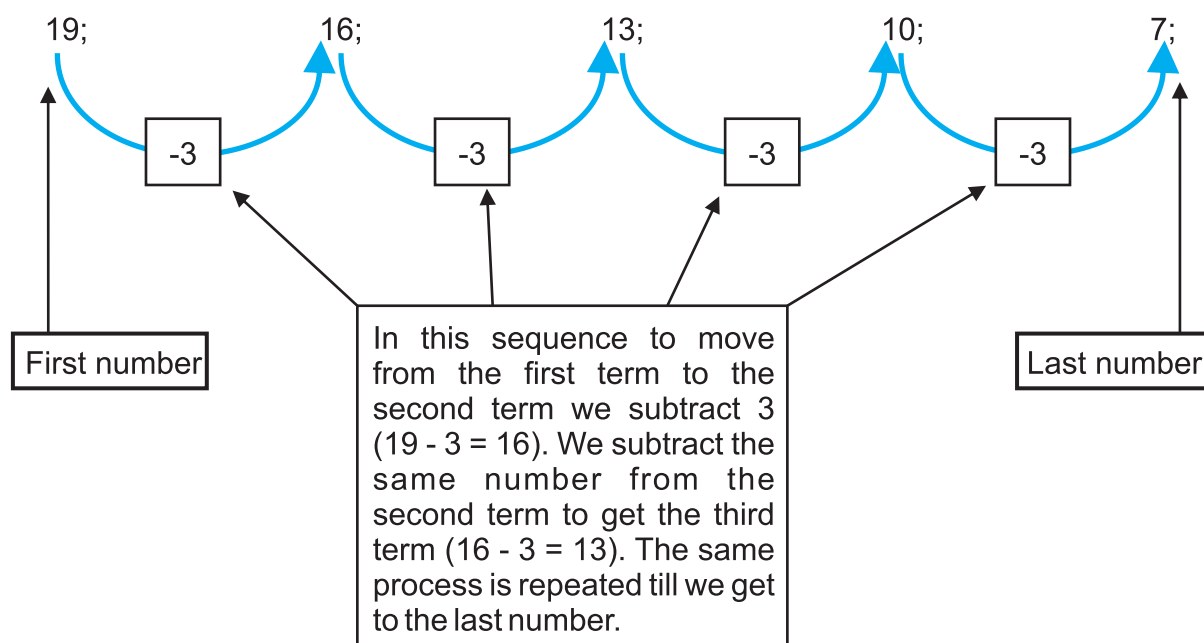 19; 16; 13; 10; 7;
-3 -3 -3 -3
First number
In this sequence to move
from the first term to the
second term we subtract 3
(19 - 3 = 16). We subtract the
same number from the
second term to get the third
term (16 - 3 = 13). The same
process is repeated till we get
to the last number.
Last number